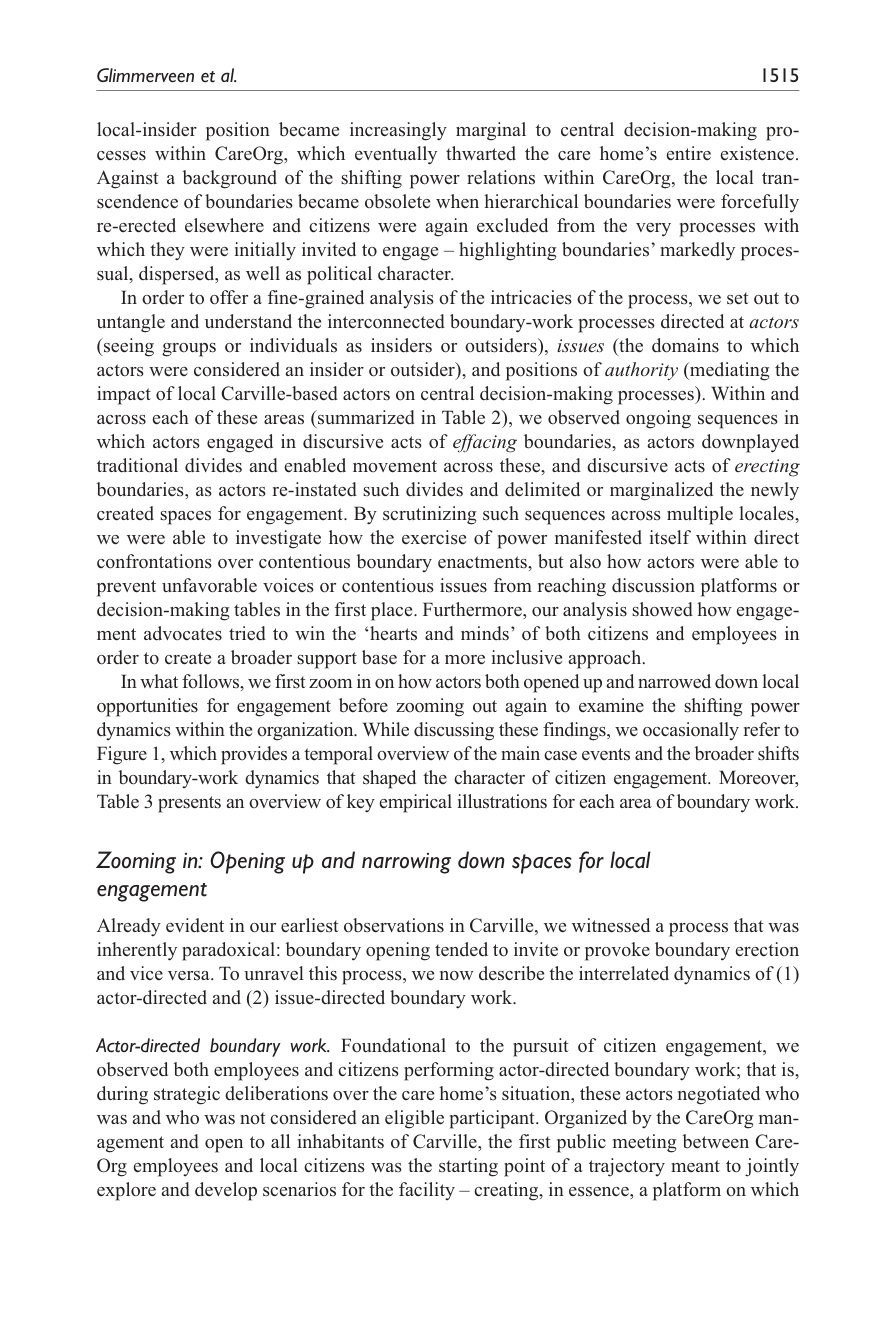 Glimmerveen et al. 1515
local-insider position became increasingly marginal to central decision-making pro-
cesses within CareOrg, which eventually thwarted the care home’s entire existence.
Against a background of the shifting power relations within CareOrg, the local tran-
scendence of boundaries became obsolete when hierarchical boundaries were forcefully
re-erected elsewhere and citizens were again excluded from the very processes with
which they were initially invited to engage – highlighting boundaries’ markedly proces-
sual, dispersed, as well as political character.
In order to offer a fine-grained analysis of the intricacies of the process, we set out to
untangle and understand the interconnected boundary-work processes directed at actors
(seeing groups or individuals as insiders or outsiders), issues (the domains to which
actors were considered an insider or outsider), and positions of authority (mediating the
impact of local Carville-based actors on central decision-making processes). Within and
across each of these areas (summarized in Table 2), we observed ongoing sequences in
which actors engaged in discursive acts of effacing boundaries, as actors downplayed
traditional divides and enabled movement across these, and discursive acts of erecting
boundaries, as actors re-instated such divides and delimited or marginalized the newly
created spaces for engagement. By scrutinizing such sequences across multiple locales,
we were able to investigate how the exercise of power manifested itself within direct
confrontations over contentious boundary enactments, but also how actors were able to
prevent unfavorable voices or contentious issues from reaching discussion platforms or
decision-making tables in the first place. Furthermore, our analysis showed how engage-
ment advocates tried to win the ‘hearts and minds’ of both citizens and employees in
order to create a broader support base for a more inclusive approach.
In what follows, we first zoom in on how actors both opened up and narrowed down local
opportunities for engagement before zooming out again to examine the shifting power
dynamics within the organization. While discussing these findings, we occasionally refer to
Figure 1, which provides a temporal overview of the main case events and the broader shifts
in boundary-work dynamics that shaped the character of citizen engagement. Moreover,
Table 3 presents an overview of key empirical illustrations for each area of boundary work.
Zooming in: Opening up and narrowing down spaces for local
engagement
Already evident in our earliest observations in Carville, we witnessed a process that was
inherently paradoxical: boundary opening tended to invite or provoke boundary erection
and vice versa. To unravel this process, we now describe the interrelated dynamics of (1)
actor-directed and (2) issue-directed boundary work.
Actor-directed boundary work. Foundational to the pursuit of citizen engagement, we
observed both employees and citizens performing actor-directed boundary work; that is,
during strategic deliberations over the care home’s situation, these actors negotiated who
was and who was not considered an eligible participant. Organized by the CareOrg man-
agement and open to all inhabitants of Carville, the first public meeting between Care-
Org employees and local citizens was the starting point of a trajectory meant to jointly
explore and develop scenarios for the facility – creating, in essence, a platform on which